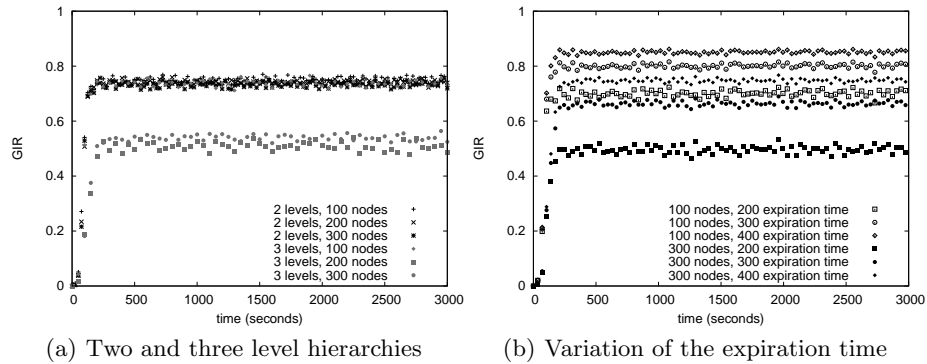 1
0.8
0.6
0.4
0.2
0
GIR
0 500 1000 1500 2000 2500 3000
time (seconds)
2 levels, 100 nodes
2 levels, 200 nodes
2 levels, 300 nodes
3 levels, 100 nodes
3 levels, 200 nodes
3 levels, 300 nodes
(a) Two and three level hierarchies
1
0.8
0.6
0.4
0.2
0
GIR
0 500 1000 1500 2000 2500 3000
time (seconds)
100 nodes, 200 expiration time
100 nodes, 300 expiration time
100 nodes, 400 expiration time
300 nodes, 200 expiration time
300 nodes, 300 expiration time
300 nodes, 400 expiration time
(b) Variation of the expiration time